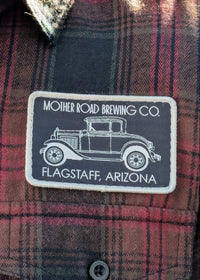 MOTHER ROAD BREWING CO.
FLAGSTAFF, ARIZONA